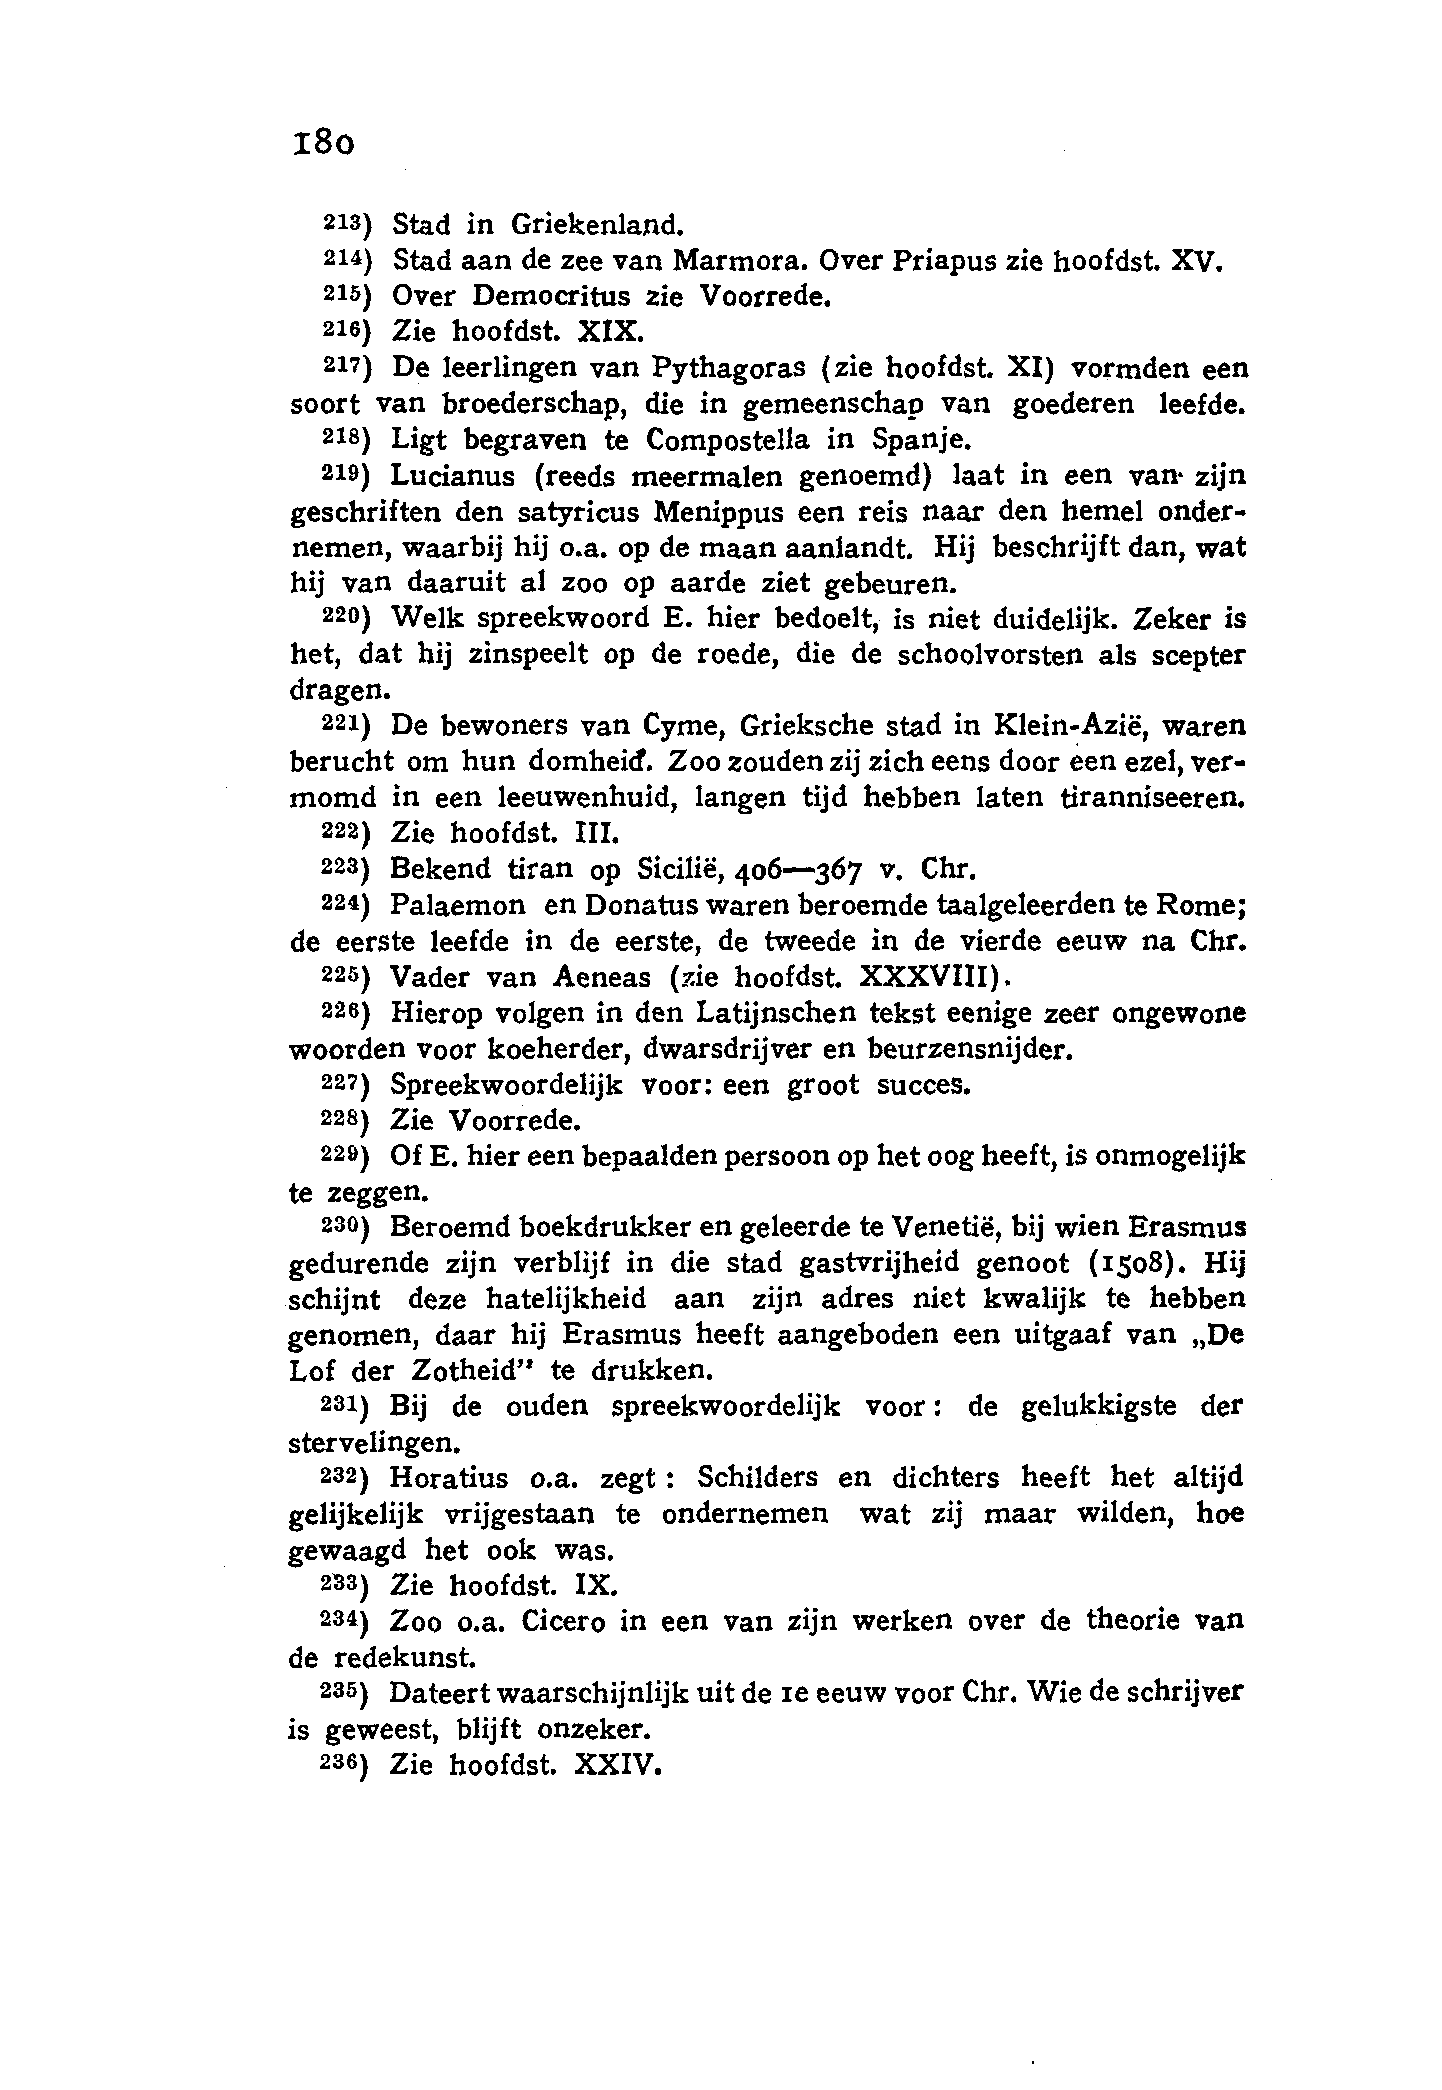 180
213) Stad in Griekenland.
214) Stad aan de zee van Marmora. Over Priapus zie hoofdst. XV.
215) Over Democritus zie Voorrede.
216) Zie hoofdst. XIX.
217) De leerlingen van Pythagoras (zie hoofdst. XI) vormden een
soort van broederschap, die in gemeenschap van goederen leefde.
218) Ligt begraven te Compostella in Spanje.
219) Lucianus (reeds meermalen genoemd) laat in een van zijn
geschriften den satyricus Menippus een reis naar den hemel onder-
nemen, waarbij hij o.a. op de maan aanlandt. Hij beschrijft dan, wat
hij van daaruit al zoo op aarde ziet gebeuren.
220) Welk spreekwoord E. hier bedoelt, is niet duidelijk. Zeker is
het, dat hij zinspeelt op de roede, die de schoolvorsten als scepter
dragen.
221) De bewoners van Cyme, Grieksche stad in Klein-Azië, waren
berucht om hun domheid. Zoo zouden zij zich eens door een ezel, ver-
momd in een leeuwenhuid, langen tijd hebben laten tiranniseeren.
222) Zie hoofdst. III.
223) Bekend tiran op Sicilië, 406—367 v. Chr.
224) Palaemon en Donatus waren beroemde taalgeleerden te Rome;
de eerste leefde in de eerste, de tweede in de vierde eeuw na Chr.
225) Vader van Aeneas (zie hoofdst. XXXVIII).
226) Hierop volgen in den Latijnschen tekst eenige zeer ongewone
woorden voor koeherder, dwarsdrijver en beurzensnijder.
227) Spreekwoordelijk voor: een groot succes.
228) Zie Voorrede.
229) Of E. hier een bepaalden persoon op het oog heeft, is onmogelijk
te zeggen.
230) Beroemd boekdrukker en geleerde te Venetië, bij wien Erasmus
gedurende zijn verblijf in die stad gastvrijheid genoot (1508). Hij
schijnt deze hatelijkheid aan zijn adres niet kwalijk te hebben
genomen, daar hij Erasmus heeft aangeboden een uitgaaf van „De
Lof der Zotheid” te drukken.
231) Bij de ouden spreekwoordelijk voor: de gelukkigste der
stervelingen.
232) Horatius o.a. zegt: Schilders en dichters heeft het altijd
gelijkelijk vrijgestaan te ondernemen wat zij maar wilden, hoe
gewaagd het ook was.
233) Zie hoofdst. IX.
234) Zoo o.a. Cicero in een van zijn werken over de theorie van
de redekunst.
235) Dateert waarschijnlijk uit de 1e eeuw voor Chr. Wie de schrijver
is geweest, blijft onzeker.
236) Zie hoofdst. XXIV.